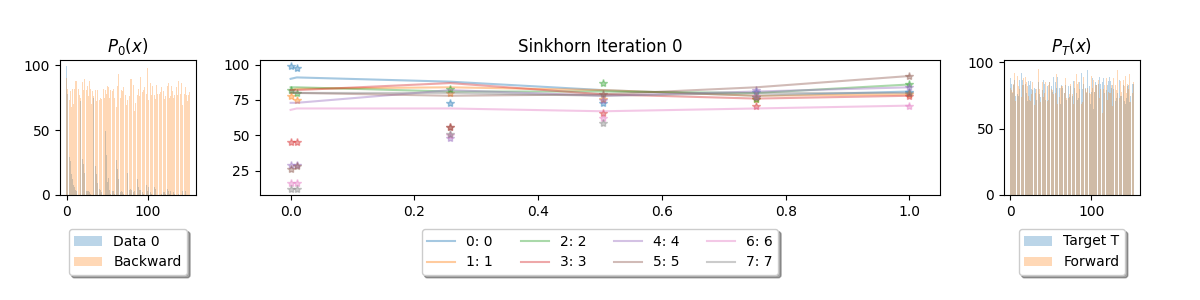 P₀(x)
Sinkhorn Iteration 0
P_T(x)
100
50
0
0 100
100
75
50
25
0.0 0.2 0.4 0.6 0.8 1.0
100
50
0
0 100
Data 0
Backward
0: 0 2: 2 4: 4 6: 6
1: 1 3: 3 5: 5 7: 7
Target T
Forward